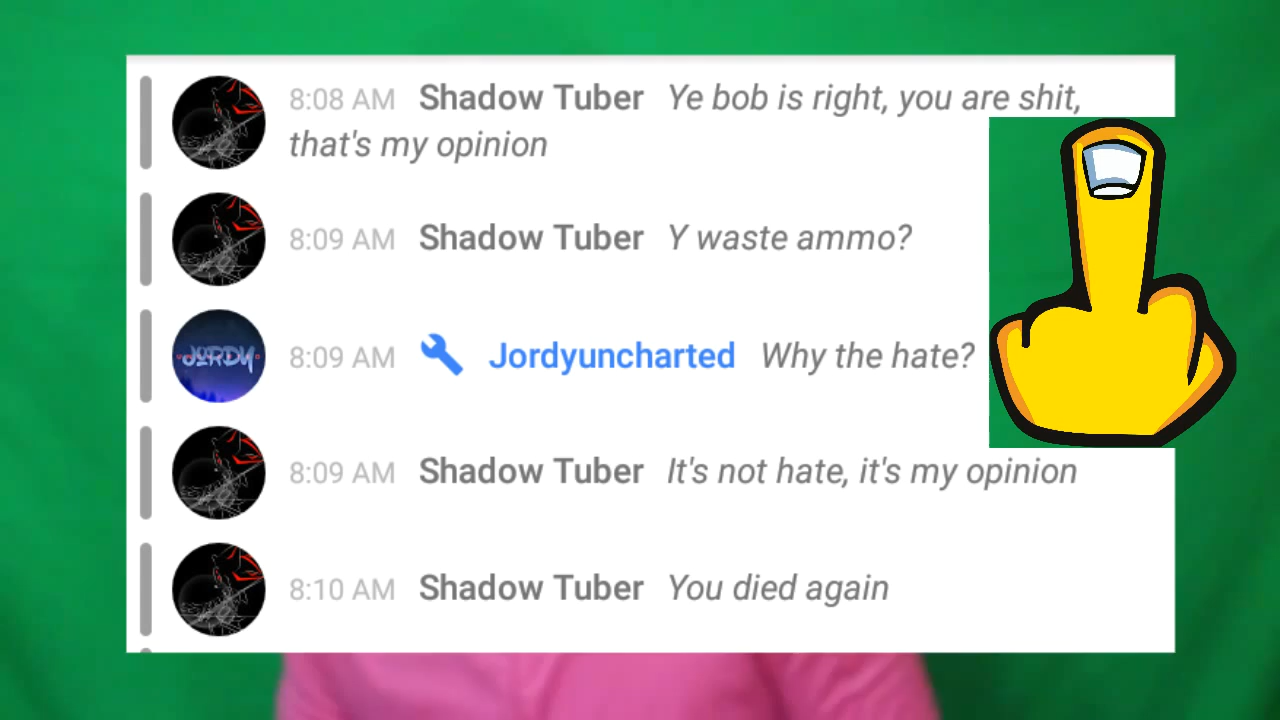 8:08 AM Shadow Tuber Ye bob is right, you are shit,
that's my opinion
8:09 AM Shadow Tuber Y waste ammo?
JORDY
8:09 AM Jordyuncharted Why the hate?
8:09 AM Shadow Tuber It's not hate, it's my opinion
8:10 AM Shadow Tuber You died again